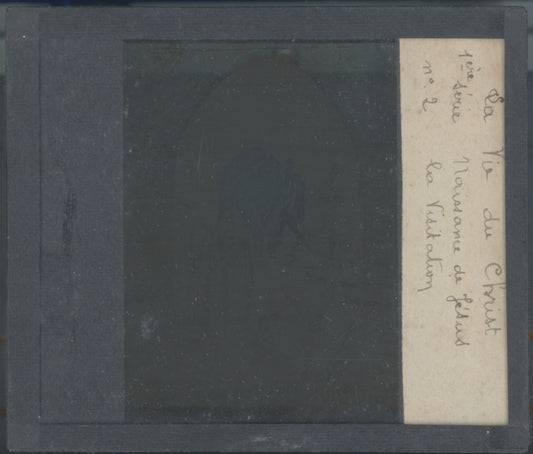 La Vie du Christ
1ère série Naissance de Jésus
nº 2 la Visitation